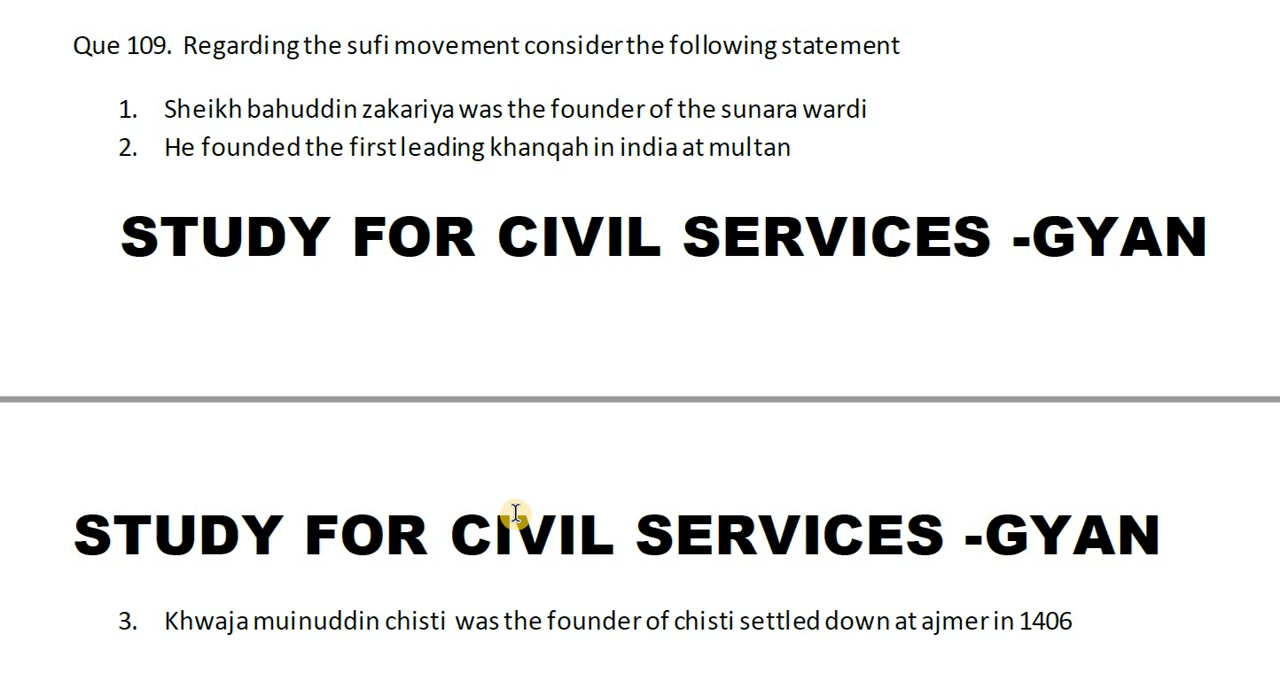 Que 109. Regarding the sufi movement consider the following statement
1. Sheikh bahuddin zakariya was the founder of the sunara wardi
2. He founded the first leading khanqah in india at multan
STUDY FOR CIVIL SERVICES -GYAN
STUDY FOR CIVIL SERVICES -GYAN
3. Khwaja muinuddin chisti was the founder of chisti settled down at ajmer in 1406